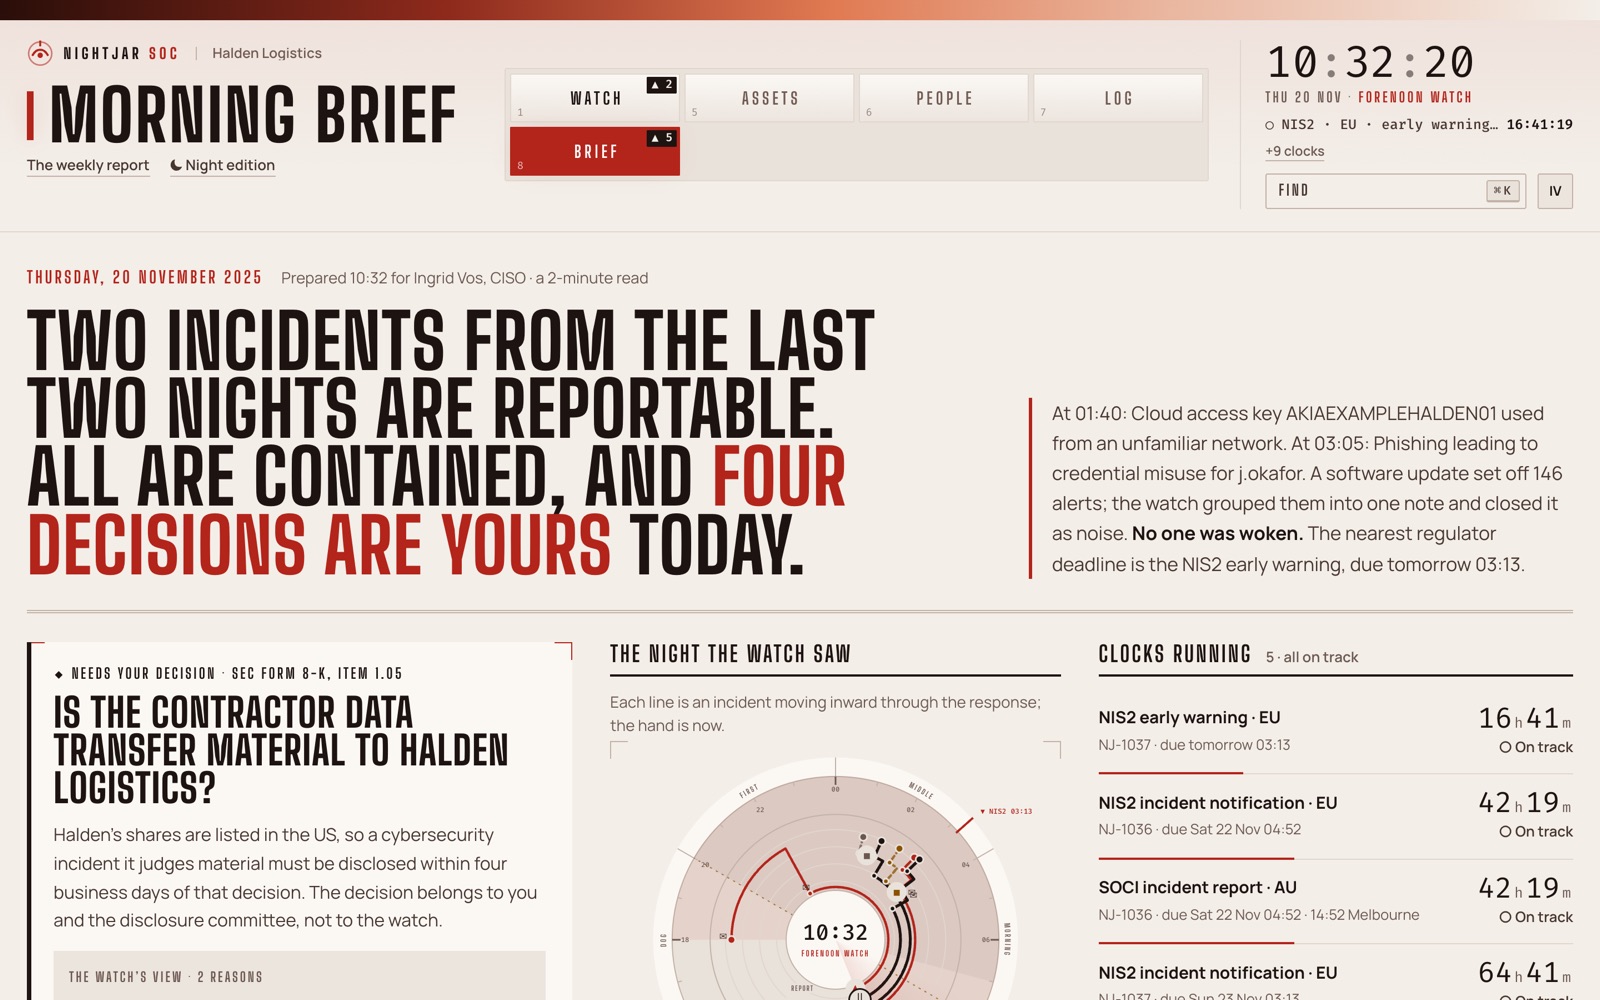 NIGHTJAR SOC | Halden Logistics
MORNING BRIEF
The weekly report Night edition
WATCH ▲ 2 1
ASSETS 5
PEOPLE 6
LOG 7
BRIEF ▲ 5 8
10:32:20
THU 20 NOV · FORENOON WATCH
NIS2 · EU · early warning… 16:41:19
+9 clocks
FIND ⌘K IV
THURSDAY, 20 NOVEMBER 2025 Prepared 10:32 for Ingrid Vos, CISO · a 2-minute read
TWO INCIDENTS FROM THE LAST
TWO NIGHTS ARE REPORTABLE.
ALL ARE CONTAINED, AND FOUR
DECISIONS ARE YOURS TODAY.
At 01:40: Cloud access key AKIAEXAMPLEHALDEN01 used
from an unfamiliar network. At 03:05: Phishing leading to
credential misuse for j.okafor. A software update set off 146
alerts; the watch grouped them into one note and closed it
as noise. No one was woken. The nearest regulator
deadline is the NIS2 early warning, due tomorrow 03:13.
◆ NEEDS YOUR DECISION · SEC FORM 8-K, ITEM 1.05
IS THE CONTRACTOR DATA
TRANSFER MATERIAL TO HALDEN
LOGISTICS?
Halden's shares are listed in the US, so a cybersecurity
incident it judges material must be disclosed within four
business days of that decision. The decision belongs to you
and the disclosure committee, not to the watch.
THE WATCH'S VIEW · 2 REASONS
THE NIGHT THE WATCH SAW
Each line is an incident moving inward through the response;
the hand is now.
FIRST
00
MIDDLE
22
02
▼ NIS2 03:13
20
04
DOG
18
10:32
FORENOON WATCH
06
MORNING
REPORT
CLOCKS RUNNING 5 · all on track
NIS2 early warning · EU 16h41m
NJ-1037 · due tomorrow 03:13 On track
NIS2 incident notification · EU 42h19m
NJ-1036 · due Sat 22 Nov 04:52 On track
SOCI incident report · AU 42h19m
NJ-1036 · due Sat 22 Nov 04:52 · 14:52 Melbourne On track
NIS2 incident notification · EU 64h41m
NJ-1037 · due Sun 23 Nov 03:13 On track